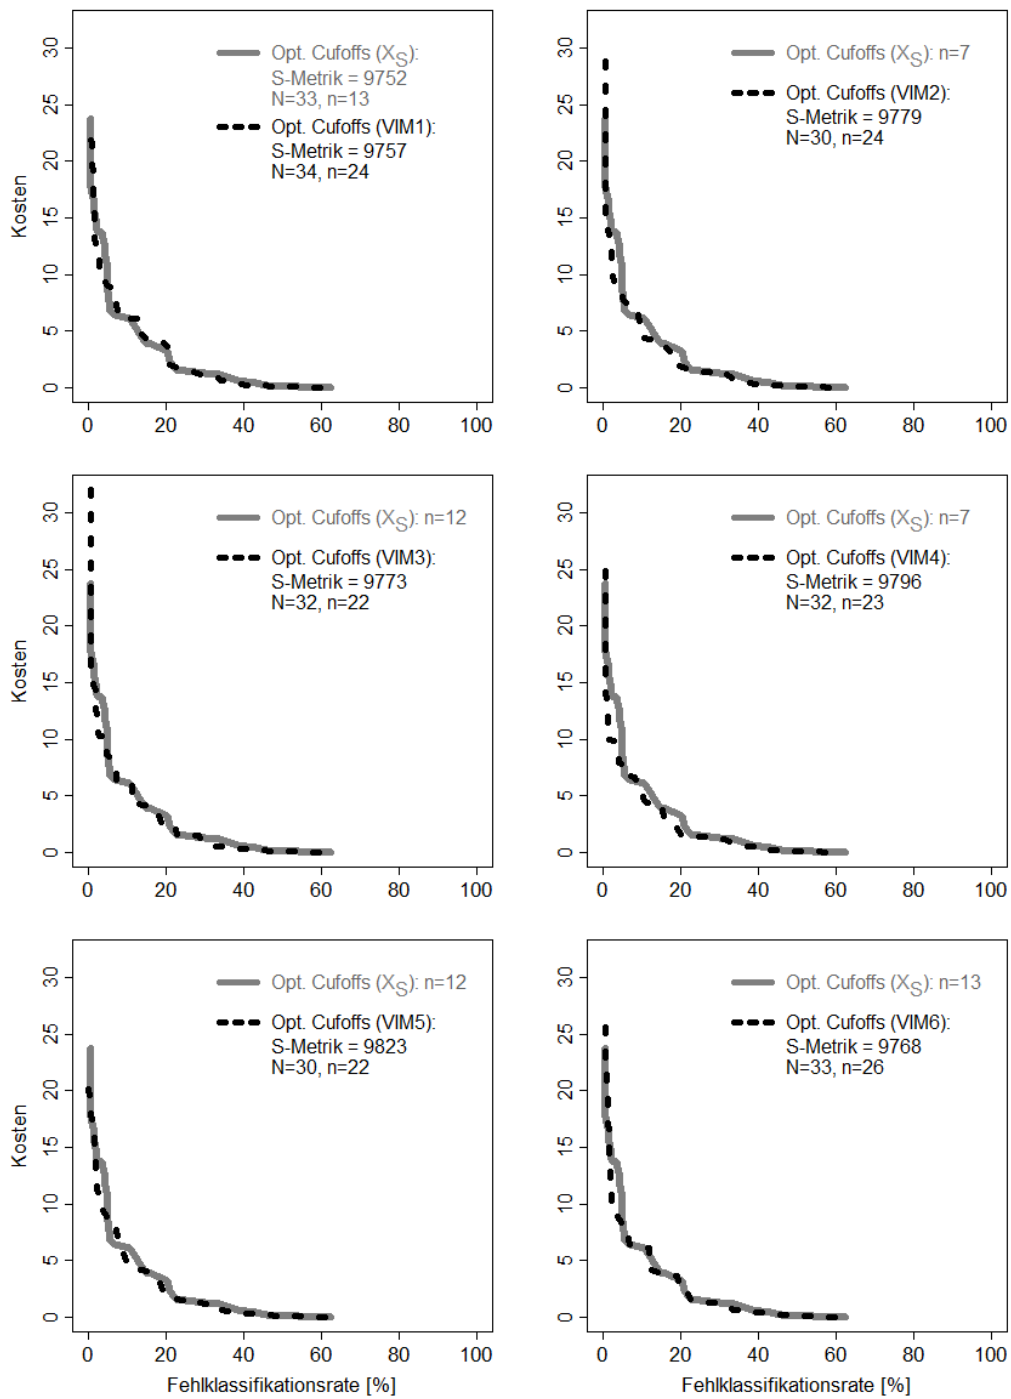 Opt. Cufoffs (XS):
S-Metrik = 9752
N=33, n=13
Opt. Cufoffs (VIM1):
S-Metrik = 9757
N=34, n=24
Kosten
0 5 10 15 20 25 30
0 20 40 60 80 100
Opt. Cufoffs (XS): n=7
Opt. Cufoffs (VIM2):
S-Metrik = 9779
N=30, n=24
0 5 10 15 20 25 30
0 20 40 60 80 100
Opt. Cufoffs (XS): n=12
Opt. Cufoffs (VIM3):
S-Metrik = 9773
N=32, n=22
Kosten
0 5 10 15 20 25 30
0 20 40 60 80 100
Opt. Cufoffs (XS): n=7
Opt. Cufoffs (VIM4):
S-Metrik = 9796
N=32, n=23
0 5 10 15 20 25 30
0 20 40 60 80 100
Opt. Cufoffs (XS): n=12
Opt. Cufoffs (VIM5):
S-Metrik = 9823
N=30, n=22
Kosten
0 5 10 15 20 25 30
0 20 40 60 80 100
Fehlklassifikationsrate [%]
Opt. Cufoffs (XS): n=13
Opt. Cufoffs (VIM6):
S-Metrik = 9768
N=33, n=26
0 5 10 15 20 25 30
0 20 40 60 80 100
Fehlklassifikationsrate [%]